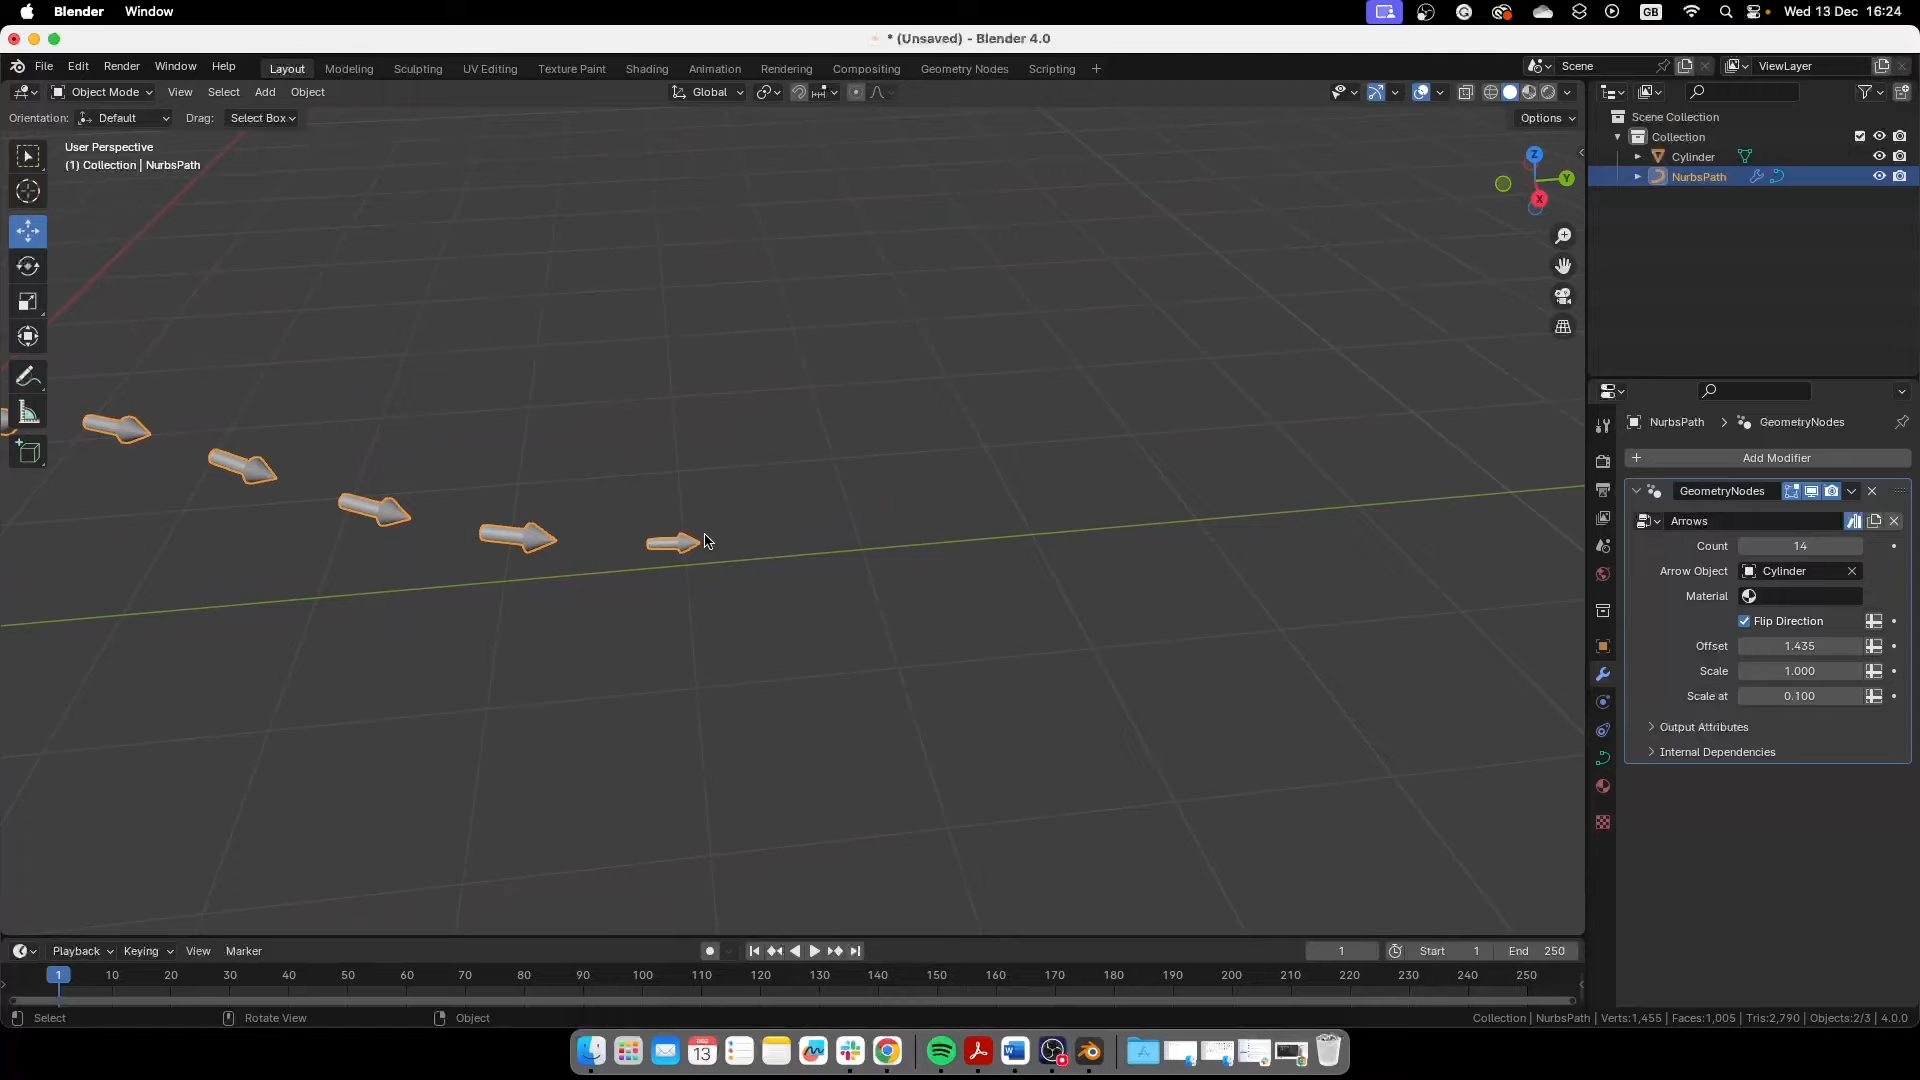 Blender Window
GB Wed 13 Dec 16:24
* (Unsaved) - Blender 4.0
File Edit Render Window Help Layout Modeling Sculpting UV Editing Texture Paint Shading Animation Rendering Compositing Geometry Nodes Scripting + Scene ViewLayer
Object Mode View Select Add Object Global
Orientation: Default Drag: Select Box Options
User Perspective
(1) Collection | NurbsPath
Z
Y
X
Scene Collection
Collection
Cylinder
NurbsPath
NurbsPath > GeometryNodes
+ Add Modifier
GeometryNodes
Arrows
Count 14
Arrow Object Cylinder
Material
Flip Direction
Offset 1.435
Scale 1.000
Scale at 0.100
Output Attributes
Internal Dependencies
Playback Keying View Marker 1 Start 1 End 250
1 10 20 30 40 50 60 70 80 90 100 110 120 130 140 150 160 170 180 190 200 210 220 230 240 250
Select Rotate View Object Collection | NurbsPath | Verts:1,455 | Faces:1,005 | Tris:2,790 | Objects:2/3 | 4.0.0
DEC
13